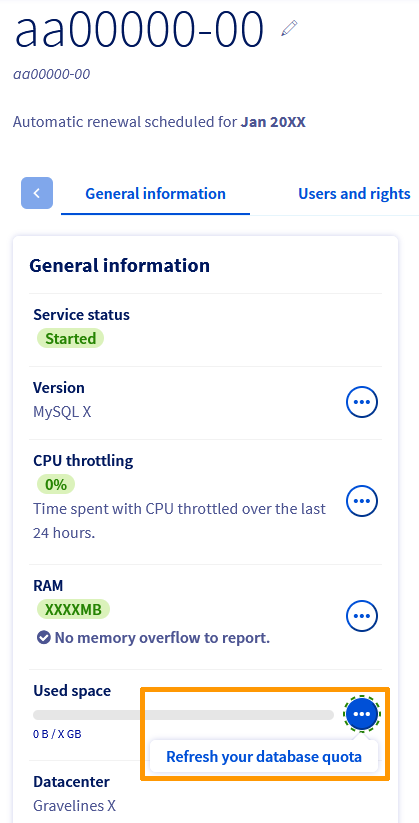 aa00000-00
aa00000-00
Automatic renewal scheduled for Jan 20XX
General information
Users and rights
General information
Service status
Started
Version
MySQL X
CPU throttling
0%
Time spent with CPU throttled over the last
24 hours.
RAM
XXXXMB
No memory overflow to report.
Used space
0 B / X GB
Refresh your database quota
Datacenter
Gravelines X